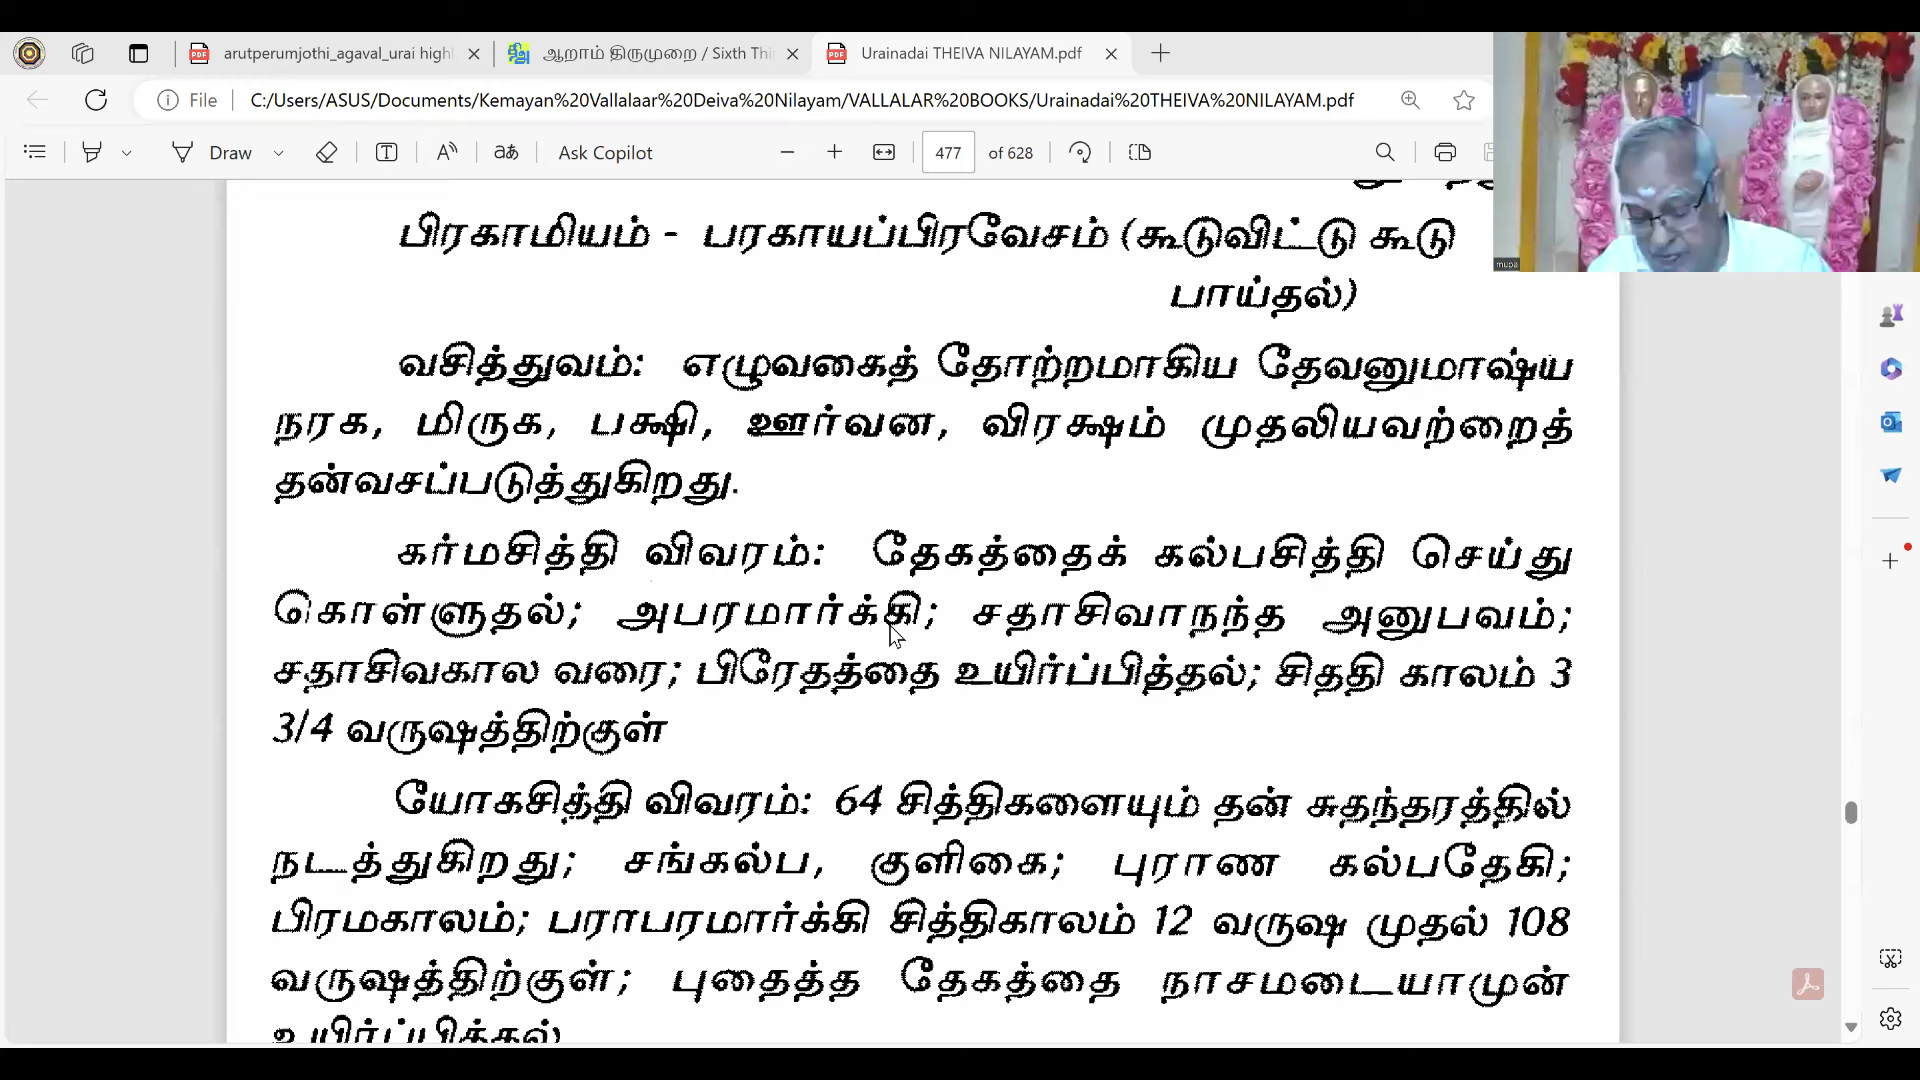 arutperumjothi_agaval_urai highl
ஆறாம் திருமுறை / Sixth Thi
Urainadai THEIVA NILAYAM.pdf
File
C:/Users/ASUS/Documents/Kemayan%20Vallalaar%20Deiva%20Nilayam/VALLALAR%20BOOKS/Urainadai%20THEIVA%20NILAYAM.pdf
Draw
Ask Copilot
477 of 628
பிரகாமியம் - பரகாயப்பிரவேசம் (கூடுவிட்டு கூடு
பாய்தல்)
வசித்துவம்: எழுவகைத் தோற்றமாகிய தேவனுமாஷ்ய
நரக, மிருக, பக்ஷி, ஊர்வன, விரக்ஷம் முதலியவற்றைத்
தன்வசப்படுத்துகிறது.
கர்மசித்தி விவரம்: தேகத்தைக் கல்பசித்தி செய்து
கொள்ளுதல்; அபரமார்க்கி; சதாசிவாநந்த அனுபவம்;
சதாசிவகால வரை; பிரேதத்தை உயிர்ப்பித்தல்; சிததி காலம் 3
3/4 வருஷத்திற்குள்
யோகசித்தி விவரம்: 64 சித்திகளையும் தன் சுதந்தரத்தில்
நடத்துகிறது; சங்கல்ப, குளிகை; புராண கல்பதேகி;
பிரமகாலம்; பராபரமார்க்கி சித்திகாலம் 12 வருஷ முதல் 108
வருஷத்திற்குள்; புதைத்த தேகத்தை நாசமடையாமுன்
உயிர்ப்பித்தல்
mupa